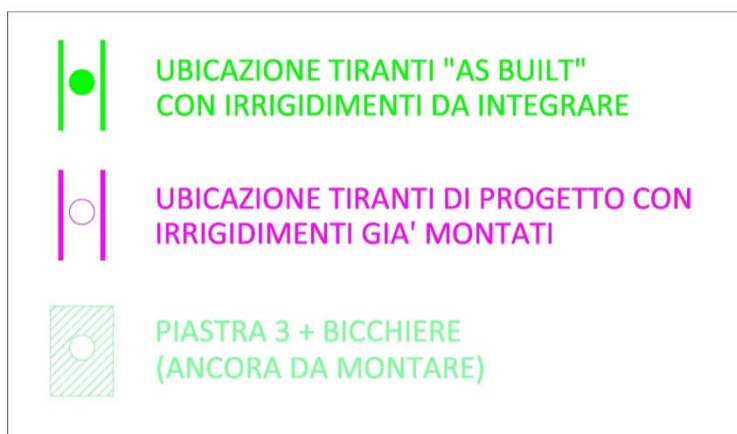 UBICAZIONE TIRANTI "AS BUILT"
CON IRRIGIDIMENTI DA INTEGRARE
UBICAZIONE TIRANTI DI PROGETTO CON
IRRIGIDIMENTI GIA' MONTATI
PIASTRA 3 + BICCHIERE
(ANCORA DA MONTARE)